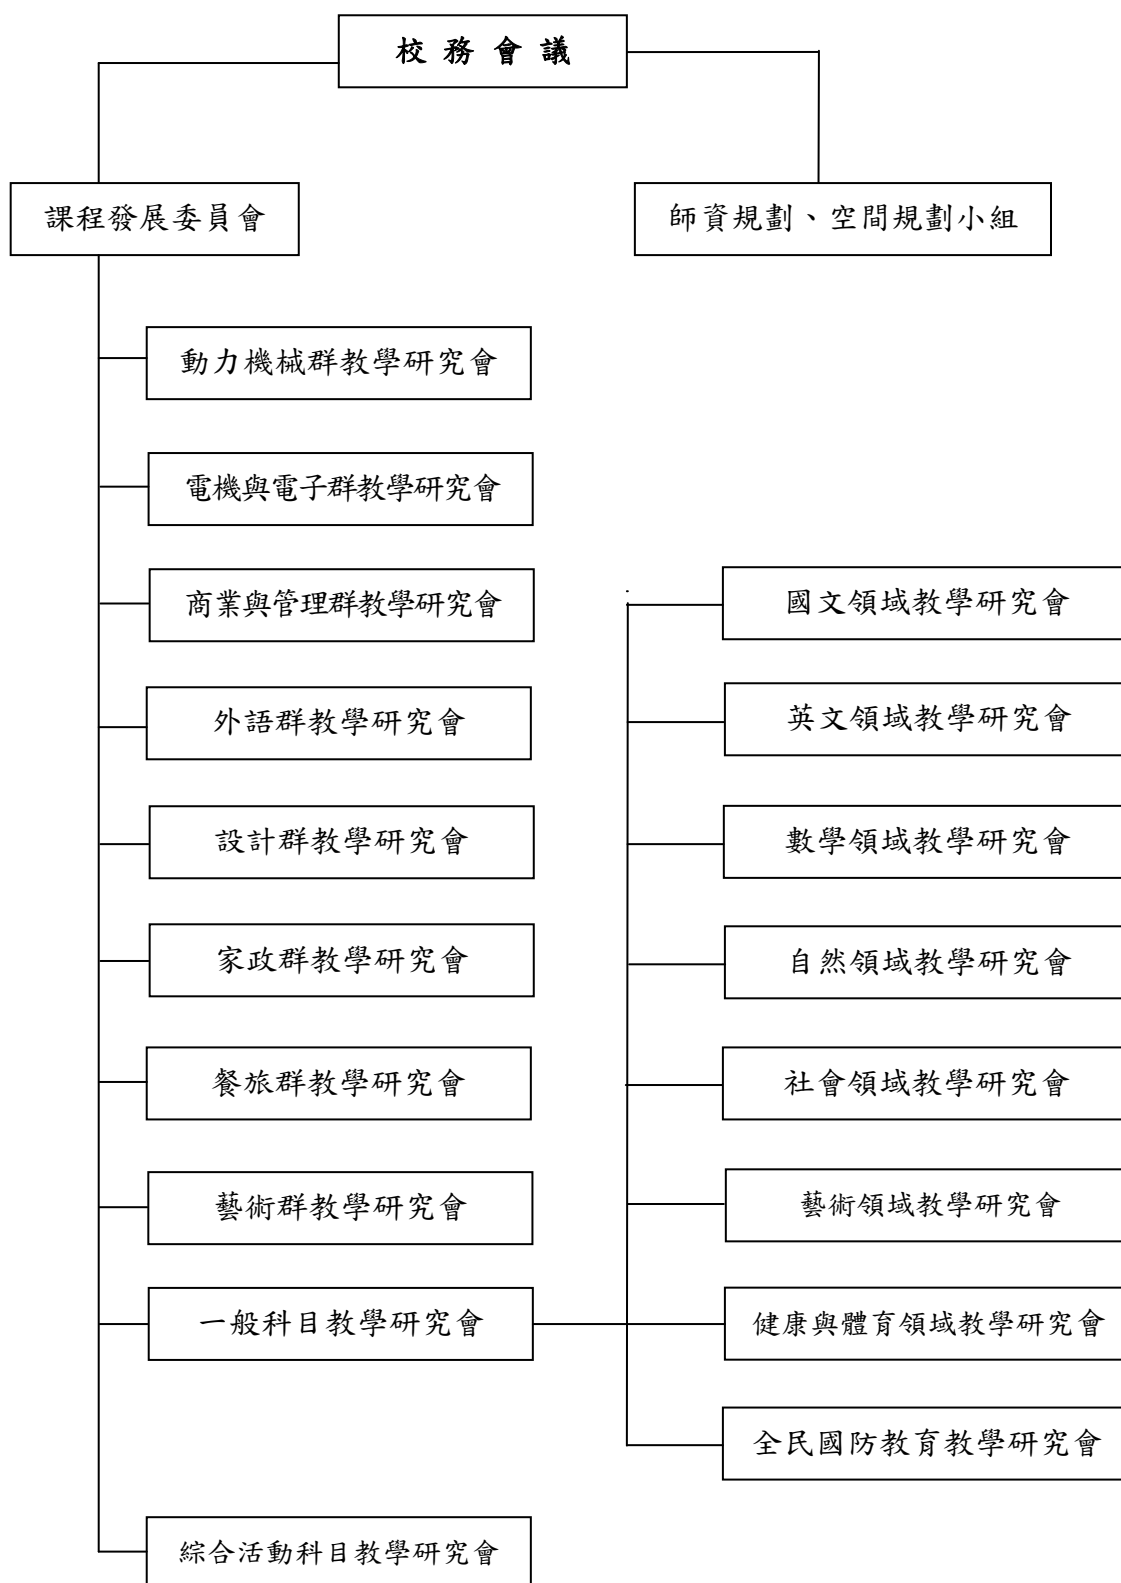 校務會議
課程發展委員會
師資規劃、空間規劃小組
動力機械群教學研究會
電機與電子群教學研究會
商業與管理群教學研究會
外語群教學研究會
設計群教學研究會
家政群教學研究會
餐旅群教學研究會
藝術群教學研究會
一般科目教學研究會
綜合活動科目教學研究會
國文領域教學研究會
英文領域教學研究會
數學領域教學研究會
自然領域教學研究會
社會領域教學研究會
藝術領域教學研究會
健康與體育領域教學研究會
全民國防教育教學研究會